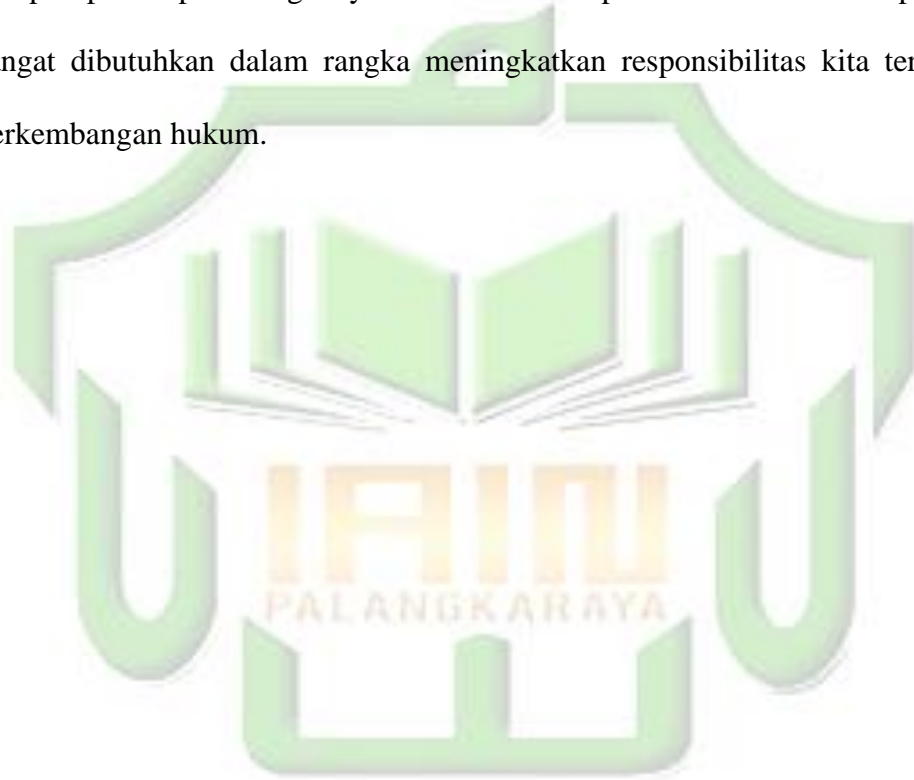 angat dibutuhkan dalam rangka meningkatkan responsibilitas kita ter
erkembangan hukum.
IAIN
PALANGKARAYA